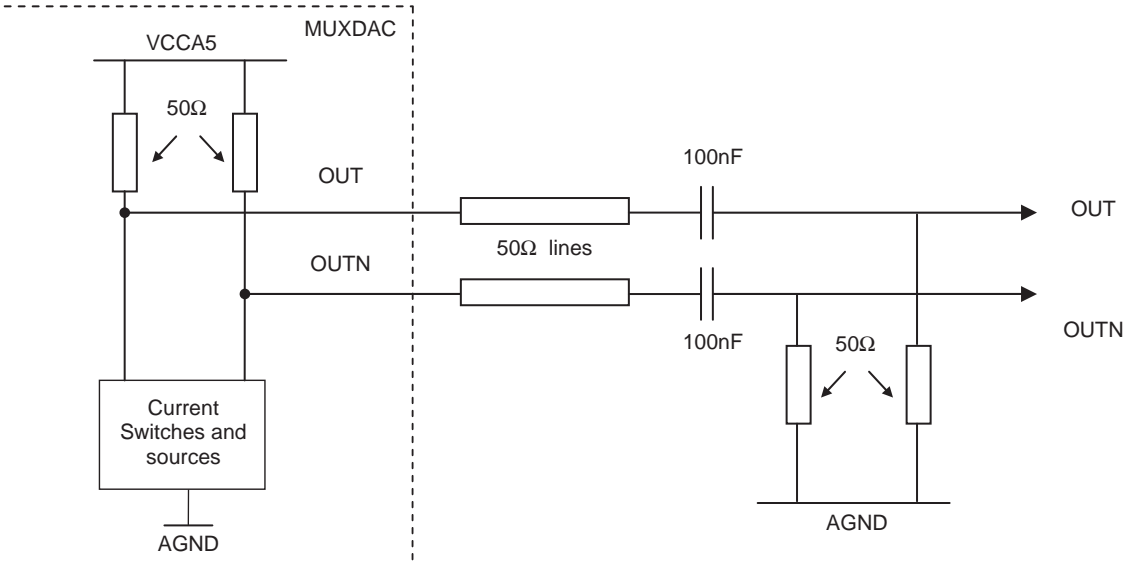 MUXDAC
VCCA5
50Ω
OUT
100nF
OUT
50Ω lines
OUTN
100nF
OUTN
50Ω
Current
Switches and
sources
AGND
AGND